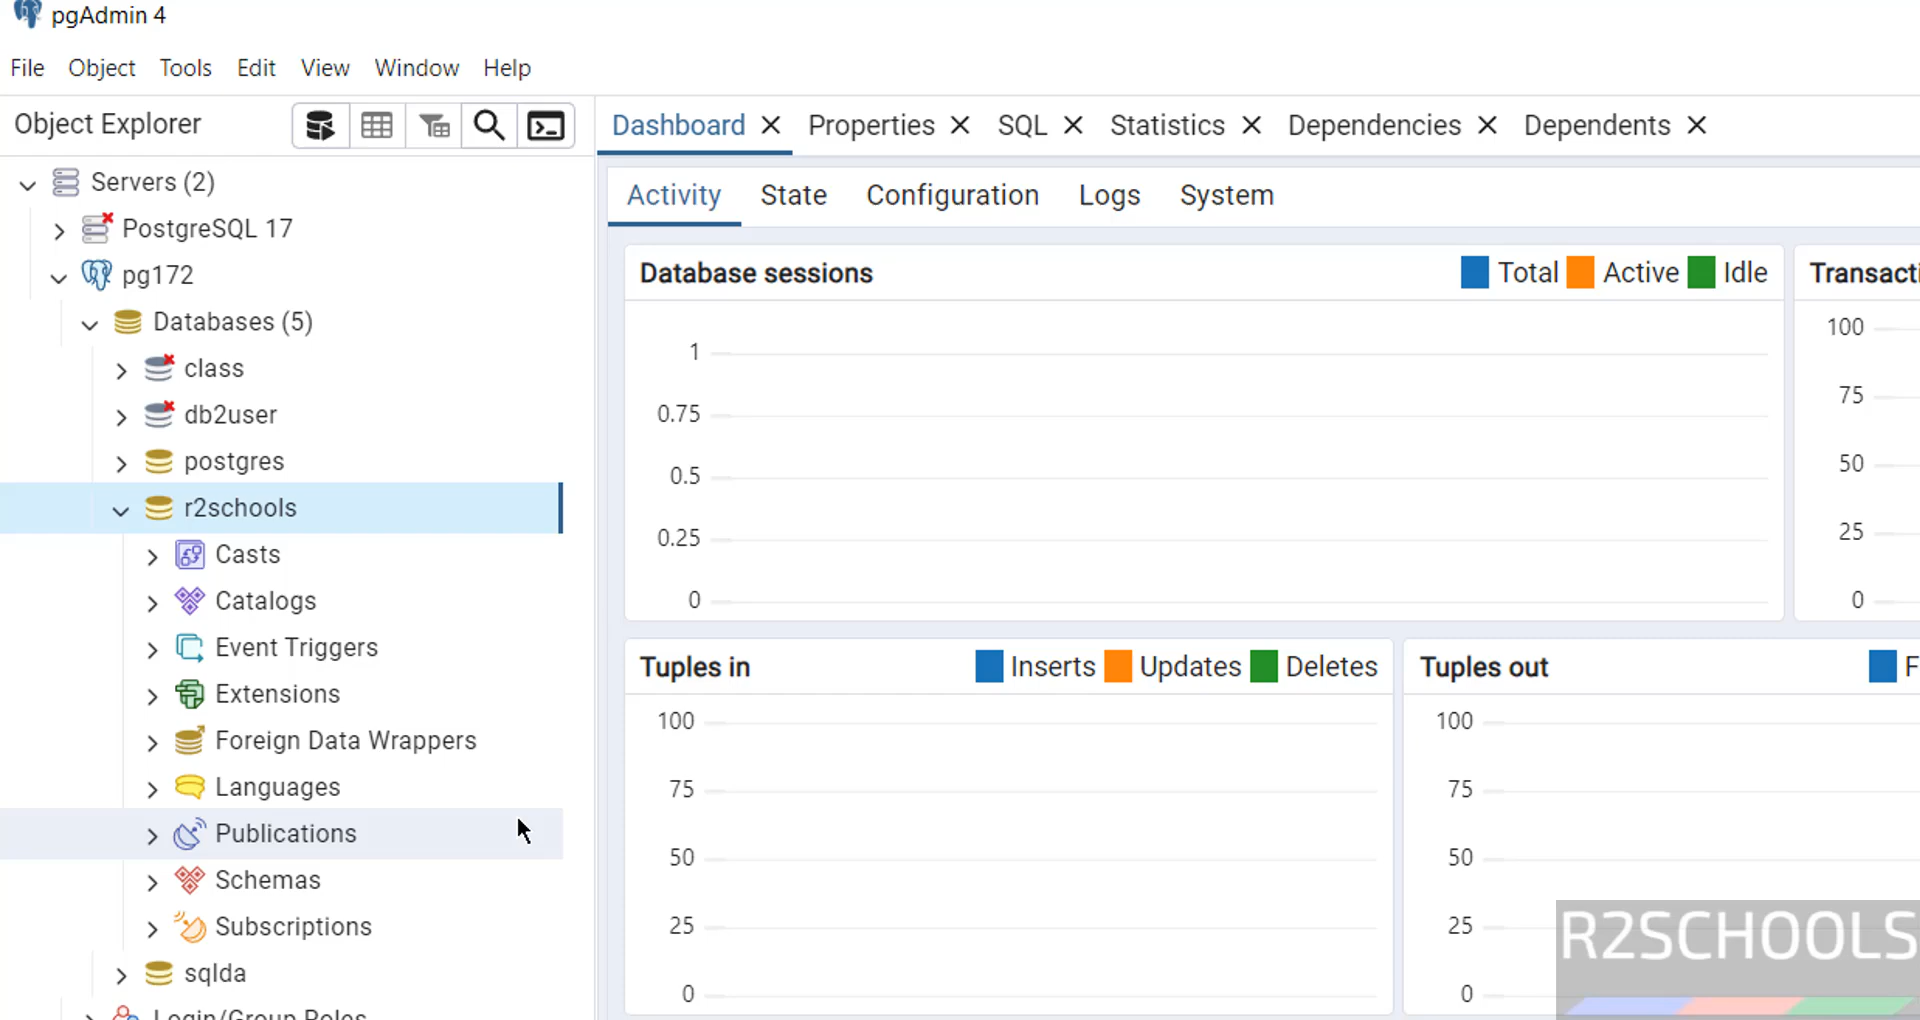 pgAdmin 4
File Object Tools Edit View Window Help
Object Explorer
Dashboard Properties SQL Statistics Dependencies Dependents
Servers (2)
PostgreSQL 17
pg172
Databases (5)
class
db2user
postgres
r2schools
Casts
Catalogs
Event Triggers
Extensions
Foreign Data Wrappers
Languages
Publications
Schemas
Subscriptions
sqlda
Login/Group Roles
Activity State Configuration Logs System
Database sessions Total Active Idle
1
0.75
0.5
0.25
0
Transacti
100
75
50
25
0
Tuples in Inserts Updates Deletes
100
75
50
25
0
Tuples out F
100
75
50
25
0
R2SCHOOLS